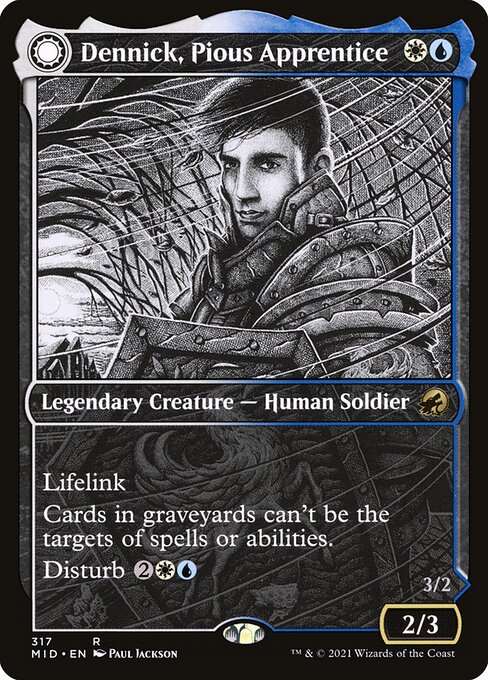 Dennick, Pious Apprentice
Legendary Creature — Human Soldier
Lifelink
Cards in graveyards can't be the
targets of spells or abilities.
Disturb 2
3/2
2/3
317 R
MID • EN Paul Jackson
™ & © 2021 Wizards of the Coast